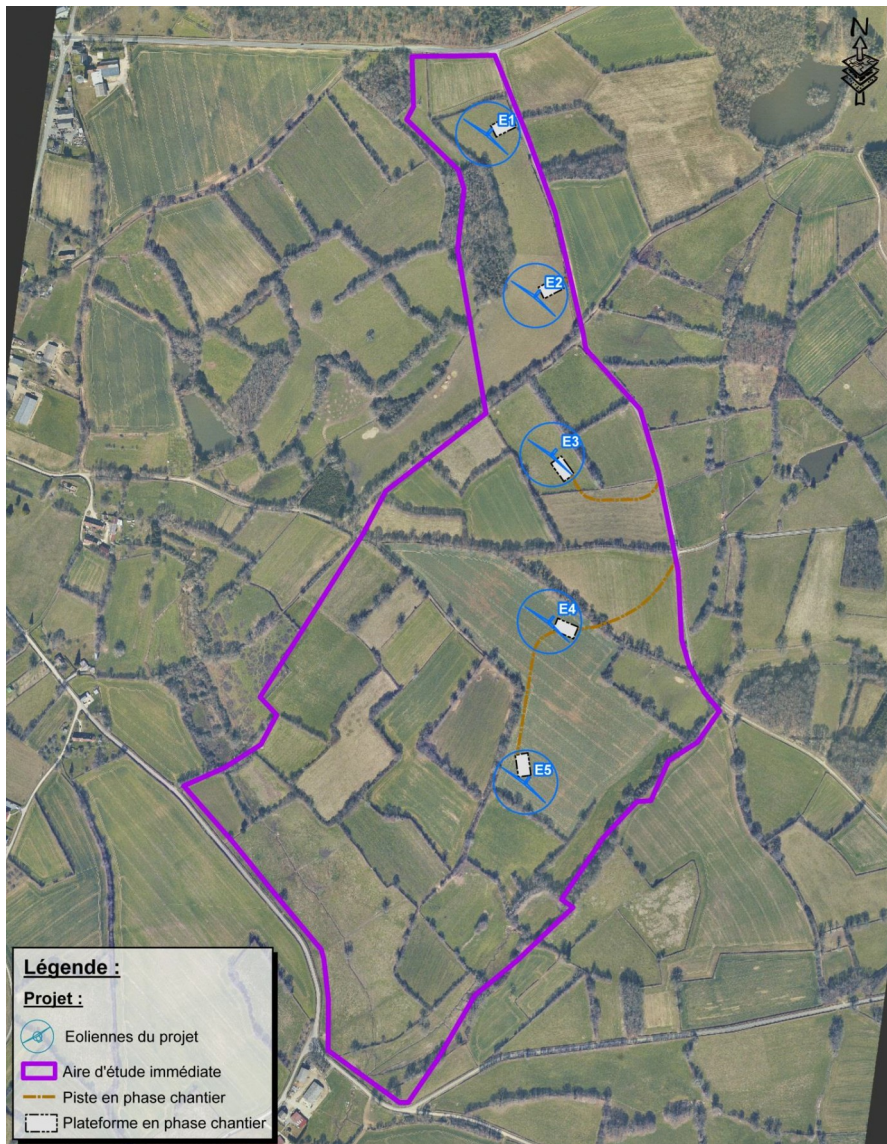 N
E1
E2
E3
E4
E5
Légende :
Projet :
Eoliennes du projet
Aire d'étude immédiate
Piste en phase chantier
Plateforme en phase chantier